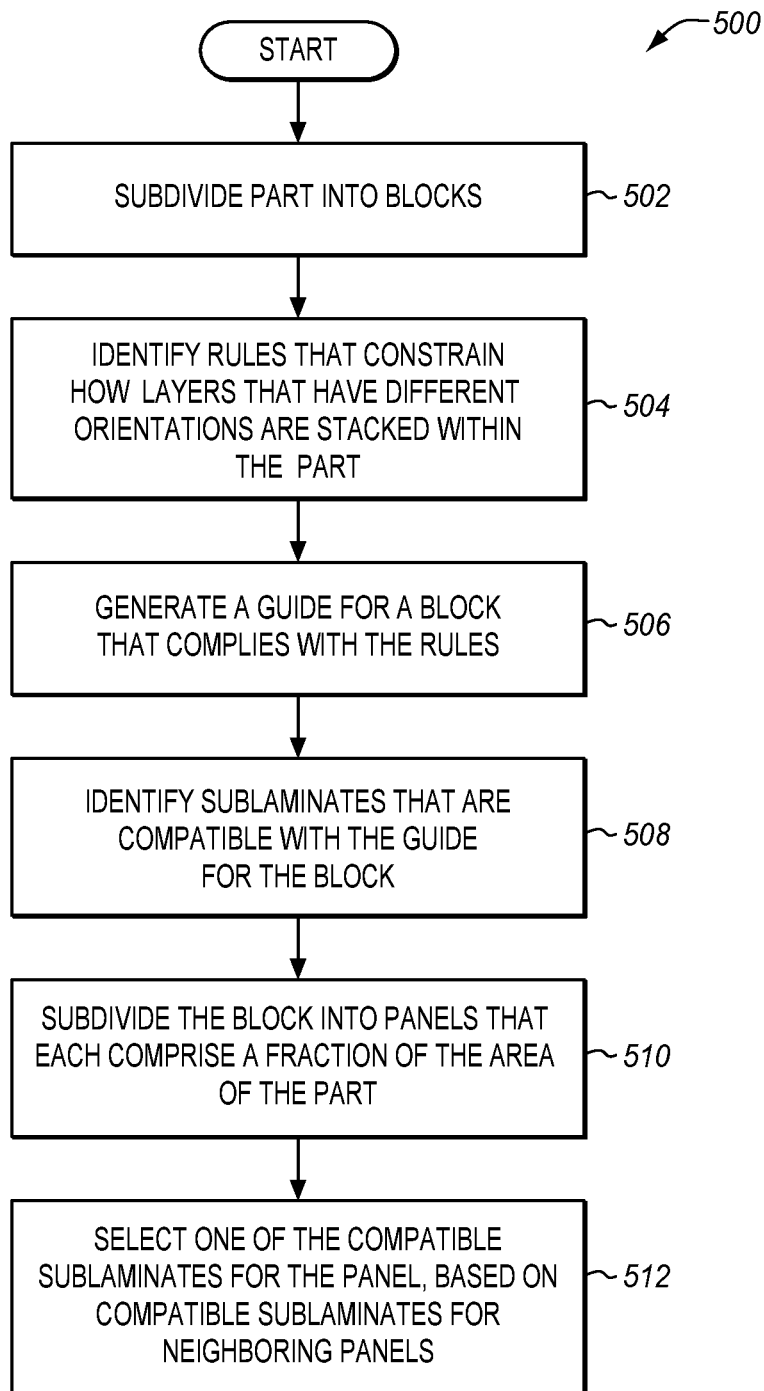 START
500
SUBDIVIDE PART INTO BLOCKS
502
IDENTIFY RULES THAT CONSTRAIN
HOW LAYERS THAT HAVE DIFFERENT
ORIENTATIONS ARE STACKED WITHIN
THE PART
504
GENERATE A GUIDE FOR A BLOCK
THAT COMPLIES WITH THE RULES
506
IDENTIFY SUBLAMINATES THAT ARE
COMPATIBLE WITH THE GUIDE
FOR THE BLOCK
508
SUBDIVIDE THE BLOCK INTO PANELS THAT
EACH COMPRISE A FRACTION OF THE AREA
OF THE PART
510
SELECT ONE OF THE COMPATIBLE
SUBLAMINATES FOR THE PANEL, BASED ON
COMPATIBLE SUBLAMINATES FOR
NEIGHBORING PANELS
512